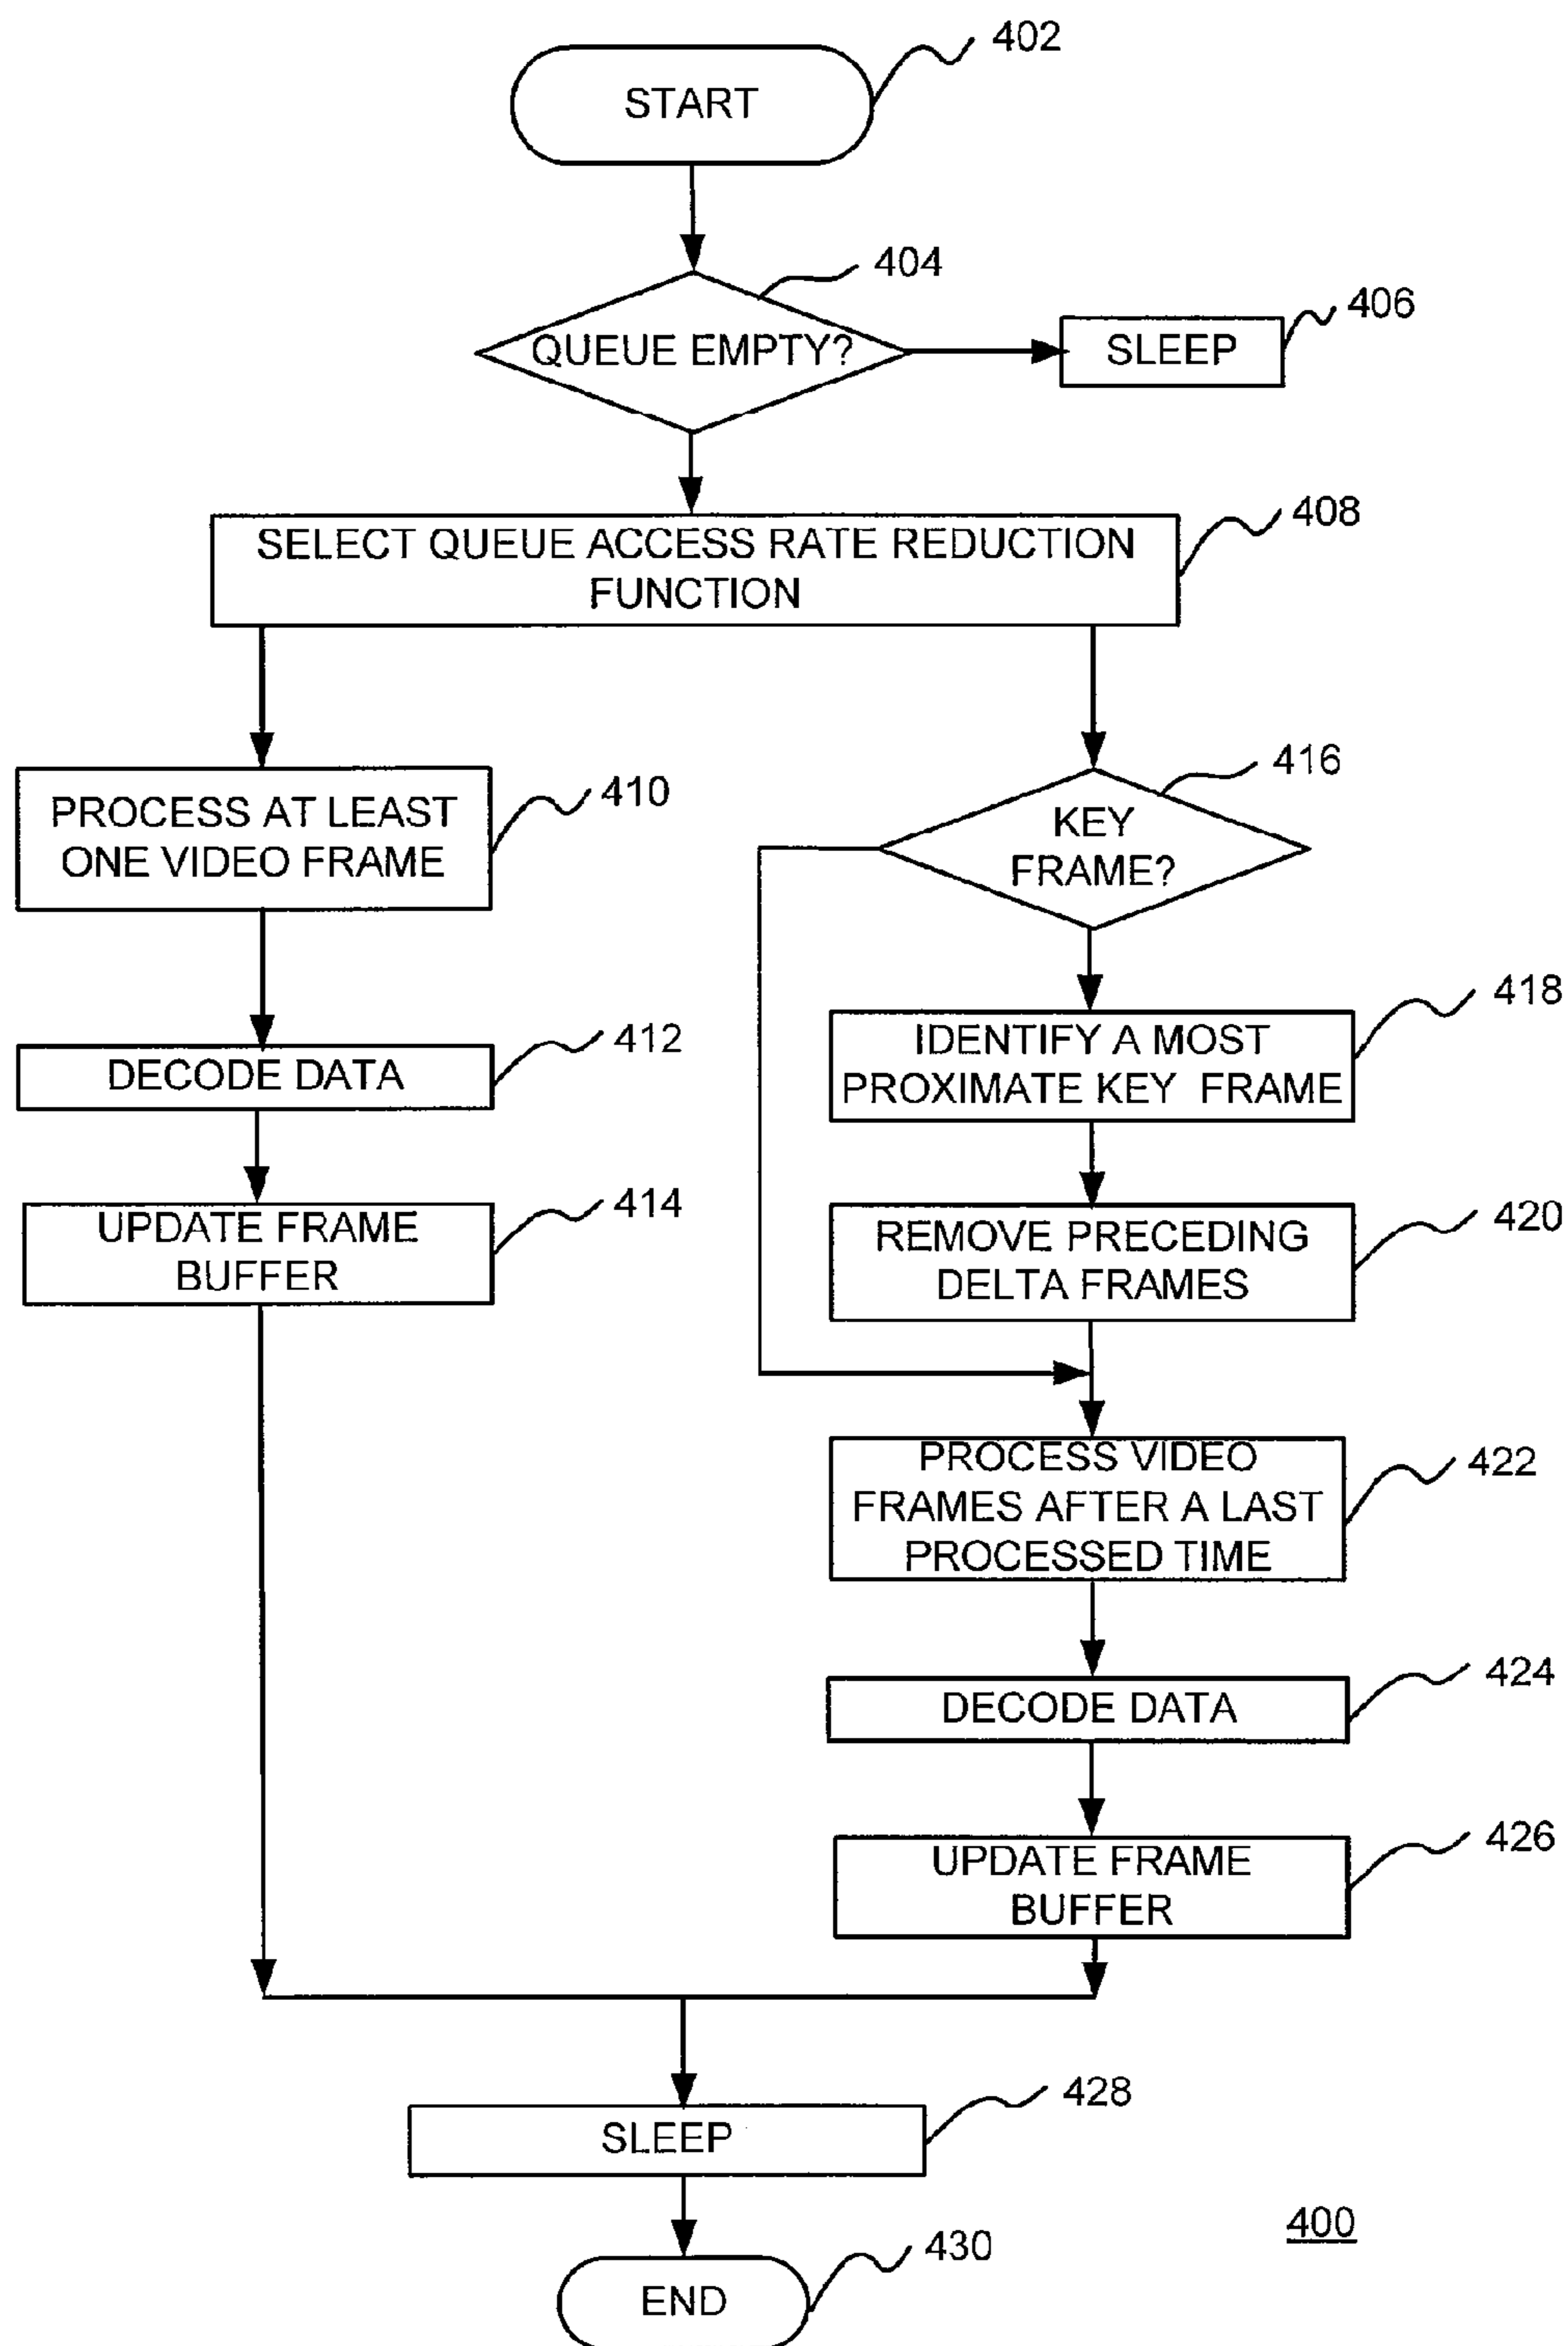 402
START
404
QUEUE EMPTY?
406
SLEEP
408
SELECT QUEUE ACCESS RATE REDUCTION
FUNCTION
410
PROCESS AT LEAST
ONE VIDEO FRAME
412
DECODE DATA
414
UPDATE FRAME
BUFFER
416
KEY
FRAME?
418
IDENTIFY A MOST
PROXIMATE KEY FRAME
420
REMOVE PRECEDING
DELTA FRAMES
422
PROCESS VIDEO
FRAMES AFTER A LAST
PROCESSED TIME
424
DECODE DATA
426
UPDATE FRAME
BUFFER
428
SLEEP
400
430
END